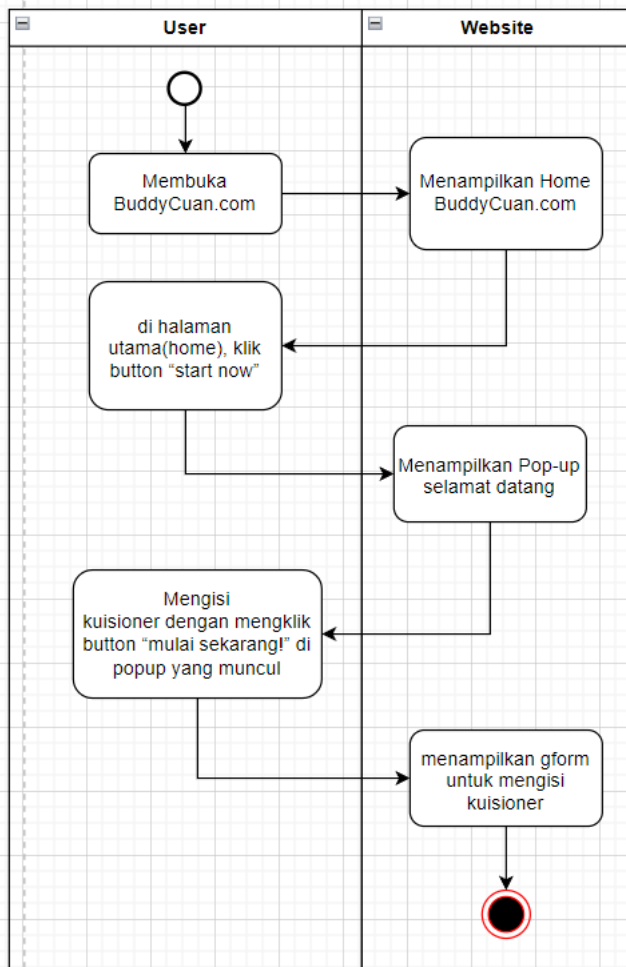 User
Website
Membuka
BuddyCuan.com
Menampilkan Home
BuddyCuan.com
di halaman
utama(home), klik
button “start now”
Menampilkan Pop-up
selamat datang
Mengisi
kuisioner dengan mengklik
button “mulai sekarang!” di
popup yang muncul
menampilkan gform
untuk mengisi
kuisioner